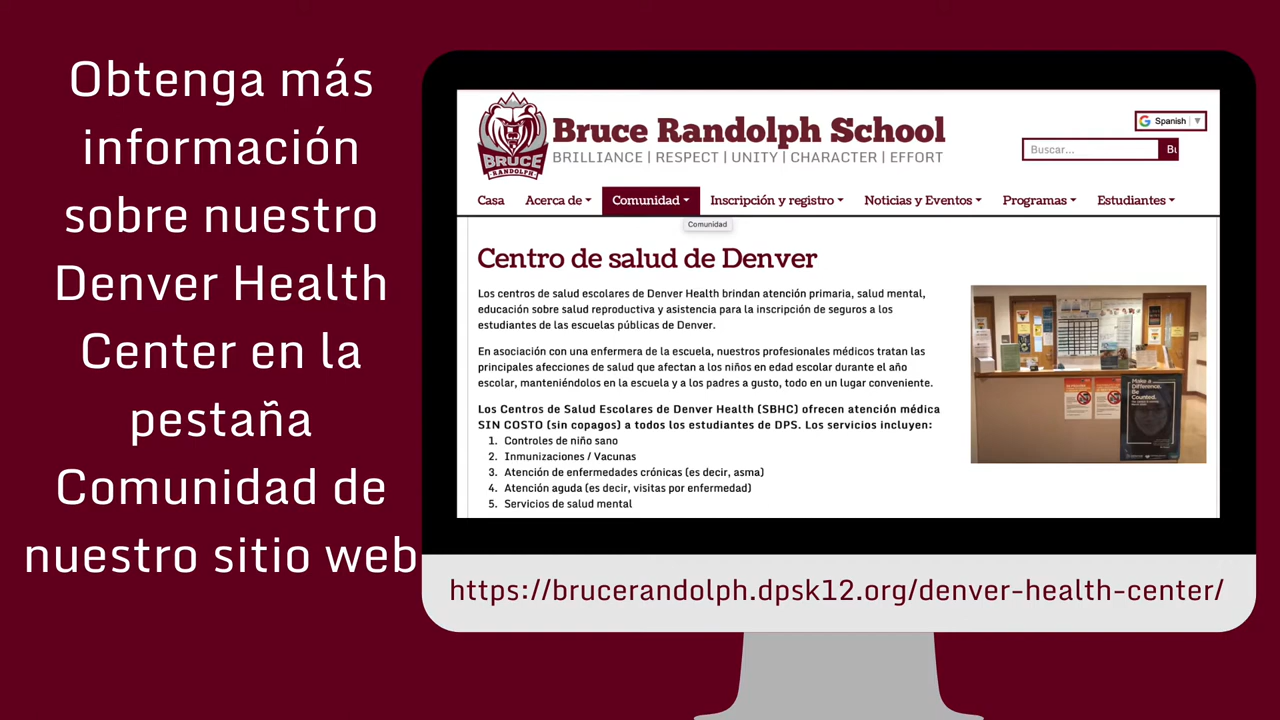 Obtenga más
información
sobre nuestro
Denver Health
Center en la
pestaña
Comunidad de
nuestro sitio web
BRUCE
RANDOLPH
Bruce Randolph School
BRILLIANCE | RESPECT | UNITY | CHARACTER | EFFORT
G Spanish | ▼
Buscar... Bu
Casa Acerca de Comunidad Inscripción y registro Noticias y Eventos Programas Estudiantes
Comunidad
Centro de salud de Denver
Los centros de salud escolares de Denver Health brindan atención primaria, salud mental,
educación sobre salud reproductiva y asistencia para la inscripción de seguros a los
estudiantes de las escuelas públicas de Denver.
En asociación con una enfermera de la escuela, nuestros profesionales médicos tratan las
principales afecciones de salud que afectan a los niños en edad escolar durante el año
escolar, manteniéndolos en la escuela y a los padres a gusto, todo en un lugar conveniente.
Los Centros de Salud Escolares de Denver Health (SBHC) ofrecen atención médica
SIN COSTO (sin copagos) a todos los estudiantes de DPS. Los servicios incluyen:
1. Controles de niño sano
2. Inmunizaciones / Vacunas
3. Atención de enfermedades crónicas (es decir, asma)
4. Atención aguda (es decir, visitas por enfermedad)
5. Servicios de salud mental
Make a
Difference.
Be
Counted.
https://brucerandolph.dpsk12.org/denver-health-center/